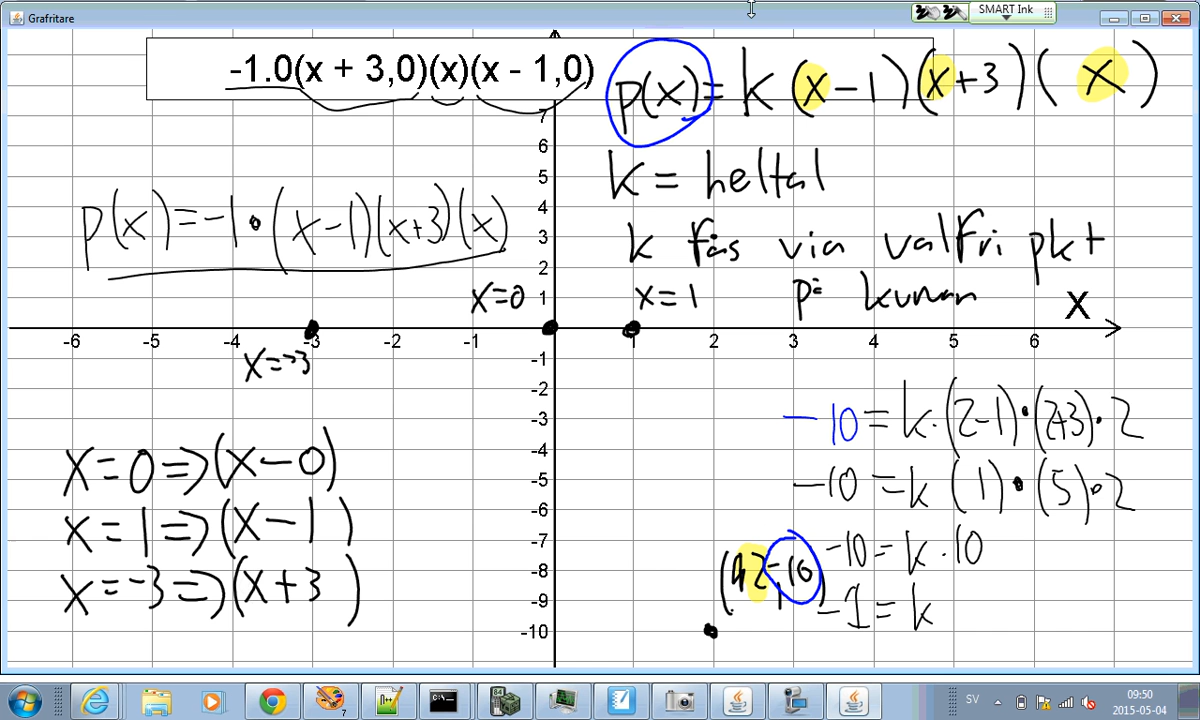 Grafritare
SMART Ink
-1.0(x + 3,0)(x)(x - 1,0)
p(x) = k (x-1)(x+3)( x )
k = heltal
k fås via valfri pkt
på kurvan
p(x)=-1•(x-1)(x+3)(x)
x=0
x=1
x=-3
x
7
6
5
4
3
2
1
-6 -5 -4 -3 -2 -1 2 3 4 5 6
-1
-2
-3
-4
-5
-6
-7
-8
-9
-10
x=0=>(x-0)
x=1=>(x-1)
x=-3=>(x+3)
-10=k·(2-1)•(2+3)·2
-10=k(1)•(5)·2
-10=k·10
-1=k
2,-10)
SV
09:50
2015-05-04